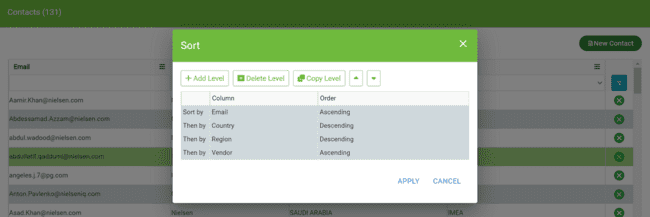 Contacts (131)
Sort
New Contact
Email
Add Level Delete Level Copy Level
Column Order
Sort by Email Ascending
Then by Country Descending
Then by Region Descending
Then by Vendor Ascending
APPLY CANCEL
Aamir.Khan@nielsen.com
Abdessamad.Azzam@nielsen.com
abdul.wadood@nielsen.com
abdullatif.qaddumi@nielsen.com
angeles.j.7@pg.com
Anton.Pavlenko@nielseniq.com
Asad.Khan@nielsen.com Nielsen SAUDI ARABIA IMEA